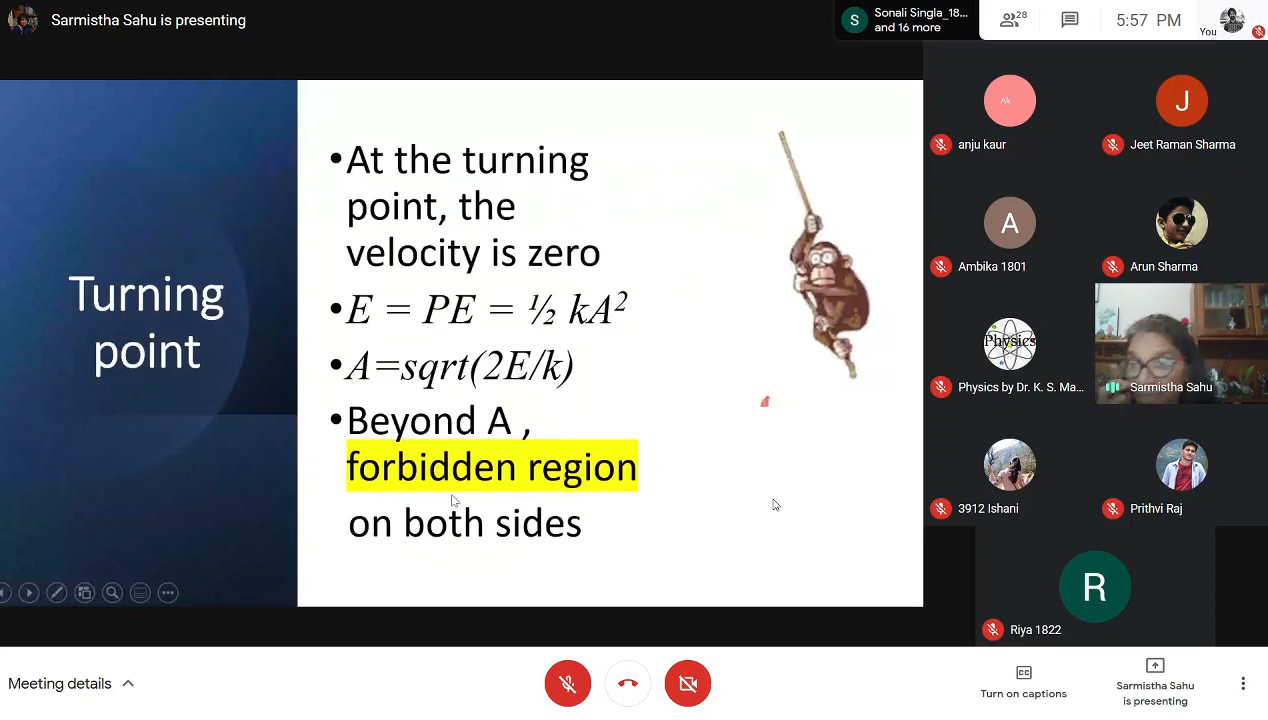 Sarmistha Sahu is presenting
S
Sonali Singla_18...
and 16 more
28
5:57 PM
You
Turning
point
•At the turning
point, the
velocity is zero
•E = PE = ½ kA²
•A=sqrt(2E/k)
•Beyond A ,
forbidden region
on both sides
Ak
anju kaur
J
Jeet Raman Sharma
A
Ambika 1801
Arun Sharma
Physics
Physics by Dr. K. S. Ma...
Sarmistha Sahu
3912 Ishani
Prithvi Raj
R
Riya 1822
Meeting details
CC
Turn on captions
Sarmistha Sahu
is presenting